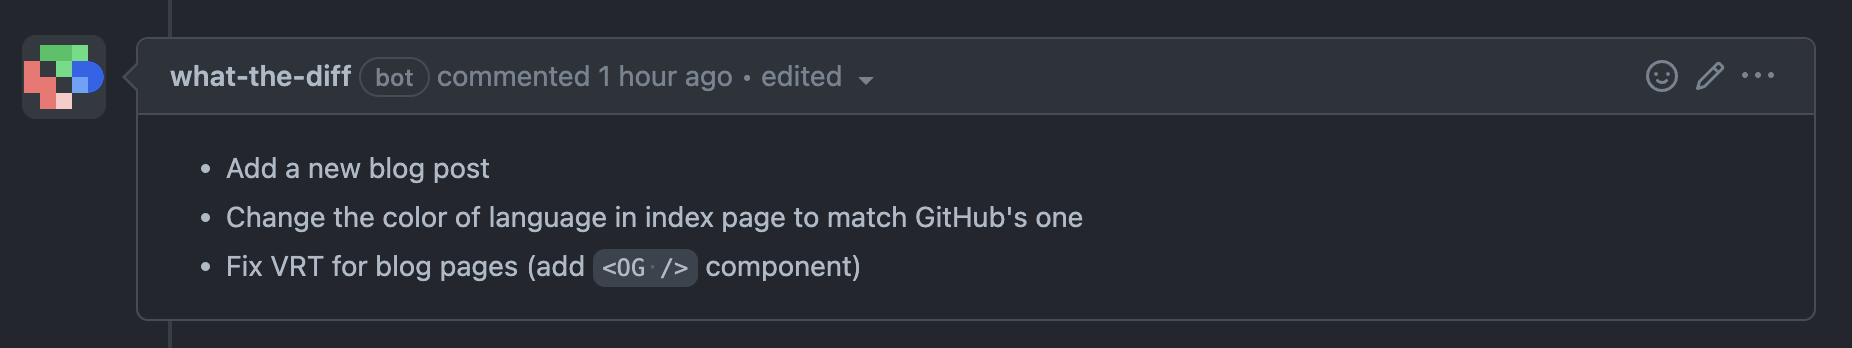 what-the-diff bot commented 1 hour ago • edited
• Add a new blog post
• Change the color of language in index page to match GitHub's one
• Fix VRT for blog pages (add <OG /> component)